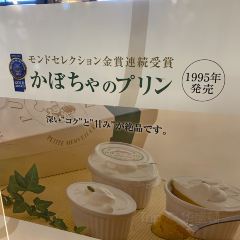 モンドセレクション金賞連続受賞
かぼちゃのプリン
1995年
発売
深い"コク"と"甘み"が絶品です。